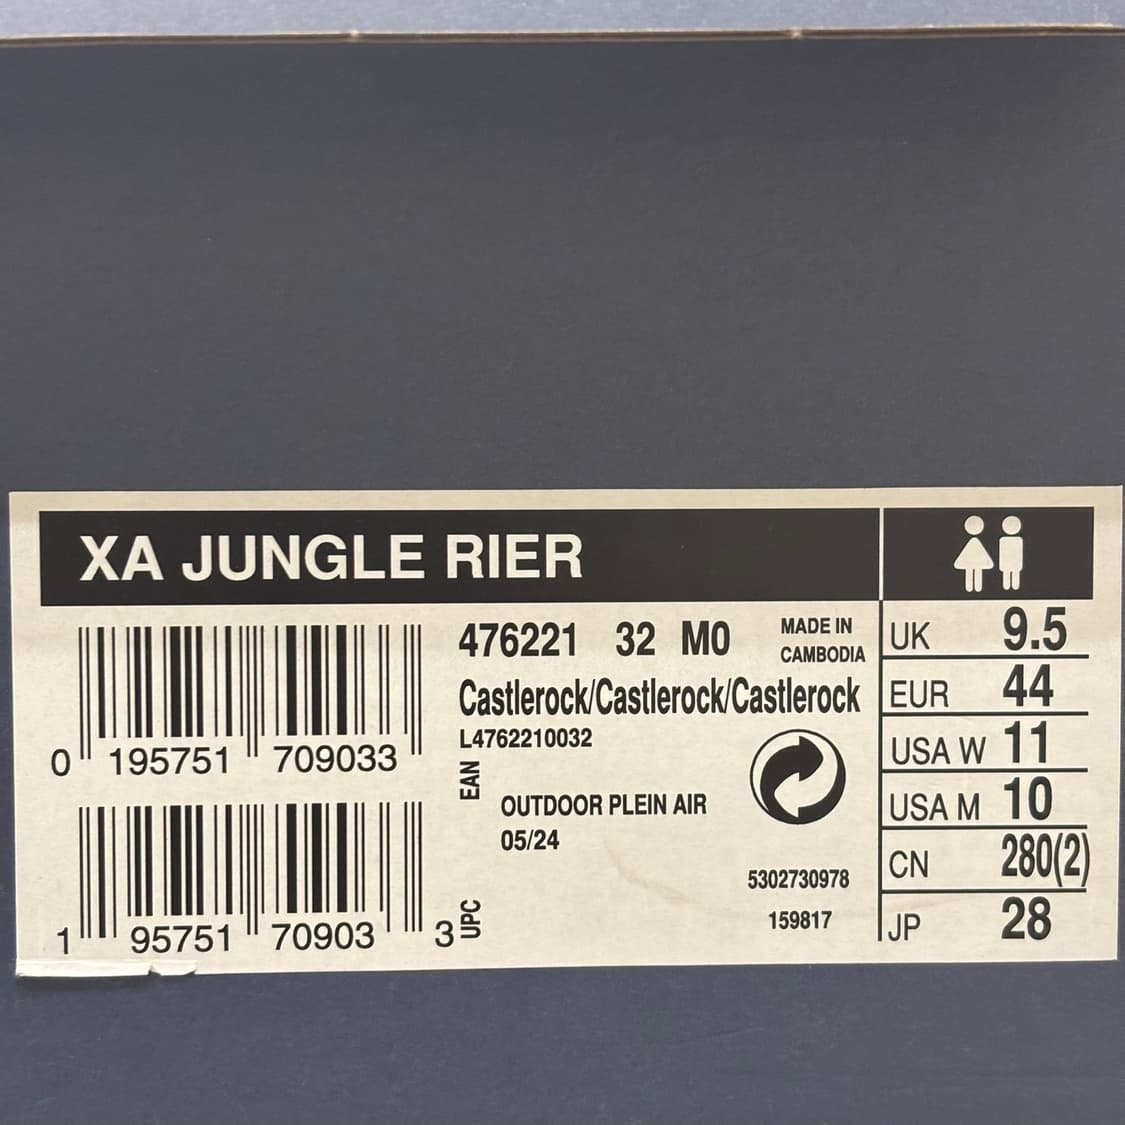 XA JUNGLE RIER
476221 32 M0
MADE IN
CAMBODIA
Castlerock/Castlerock/Castlerock
L4762210032
EAN
0 195751 709033
OUTDOOR PLEIN AIR
05/24
5302730978
159817
UPC
1 95751 70903 3
UK 9.5
EUR 44
USA W 11
USA M 10
CN 280(2)
JP 28